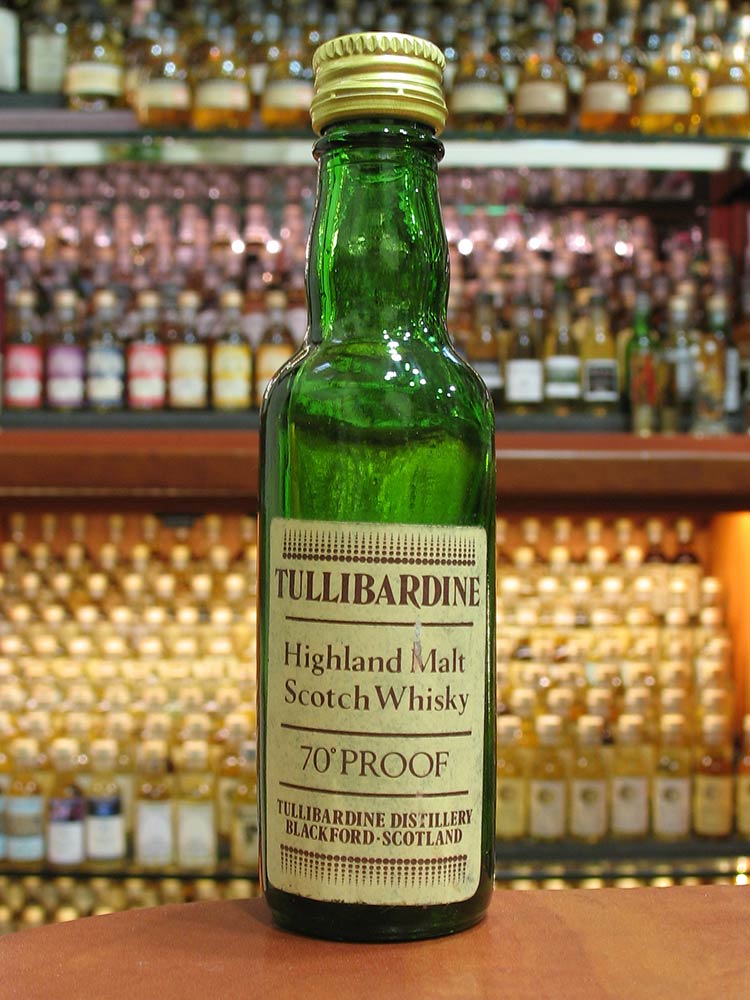 TULLIBARDINE
Highland Malt
Scotch Whisky
70° PROOF
TULLIBARDINE DISTILLERY
BLACKFORD·SCOTLAND